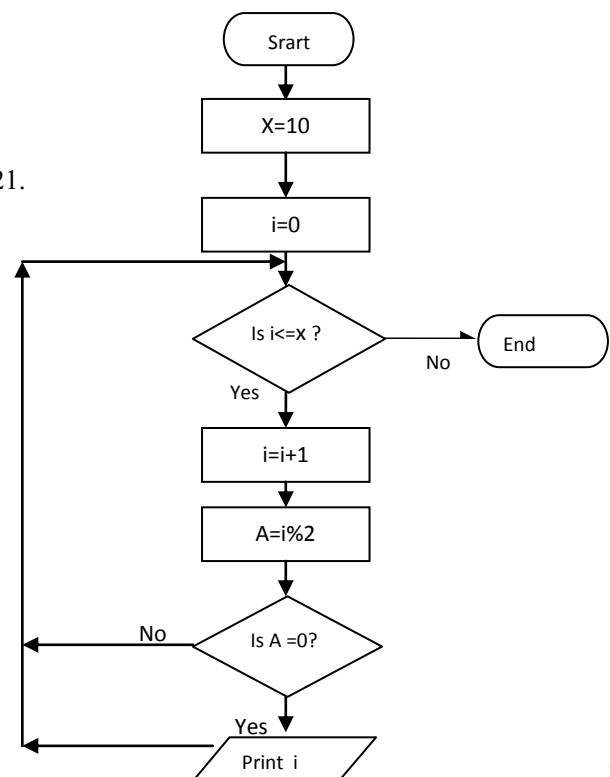 Srart
X=10
21.
i=0
Is i<=x ?
End
No
Yes
i=i+1
A=i%2
No
Is A =0?
Yes
Print i